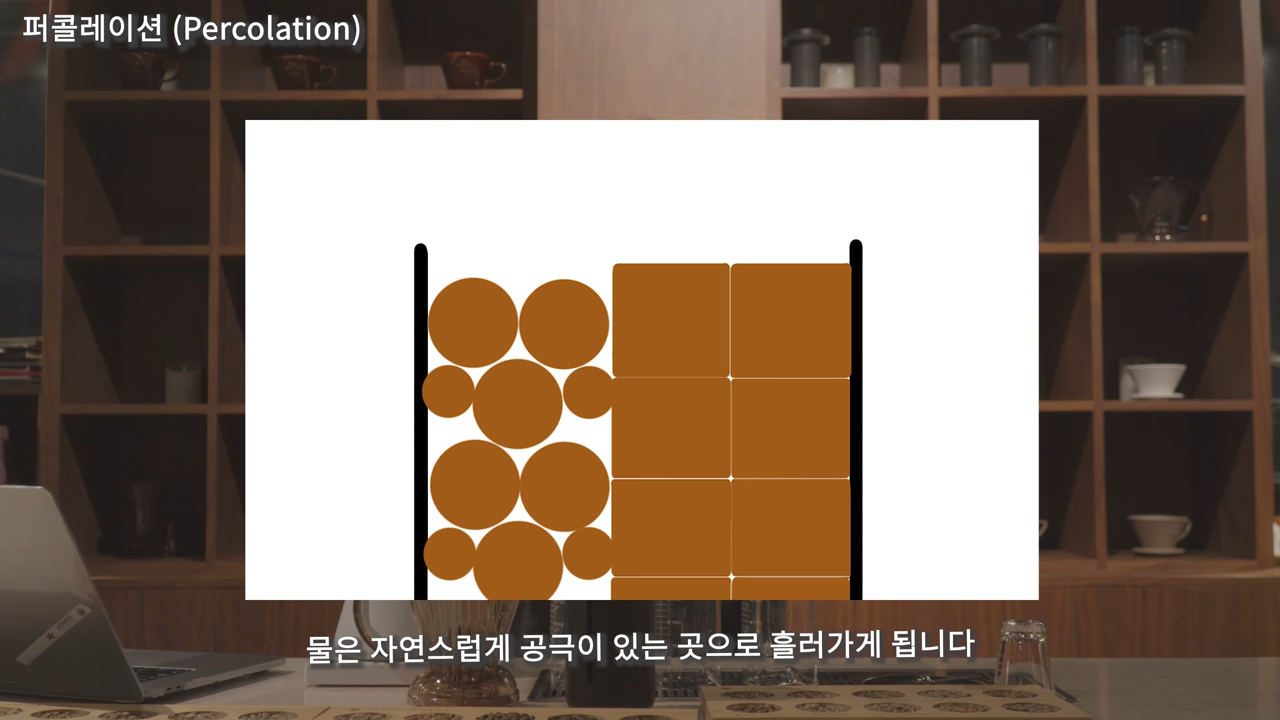 퍼콜레이션 (Percolation)
물은 자연스럽게 공극이 있는 곳으로 흘러가게 됩니다